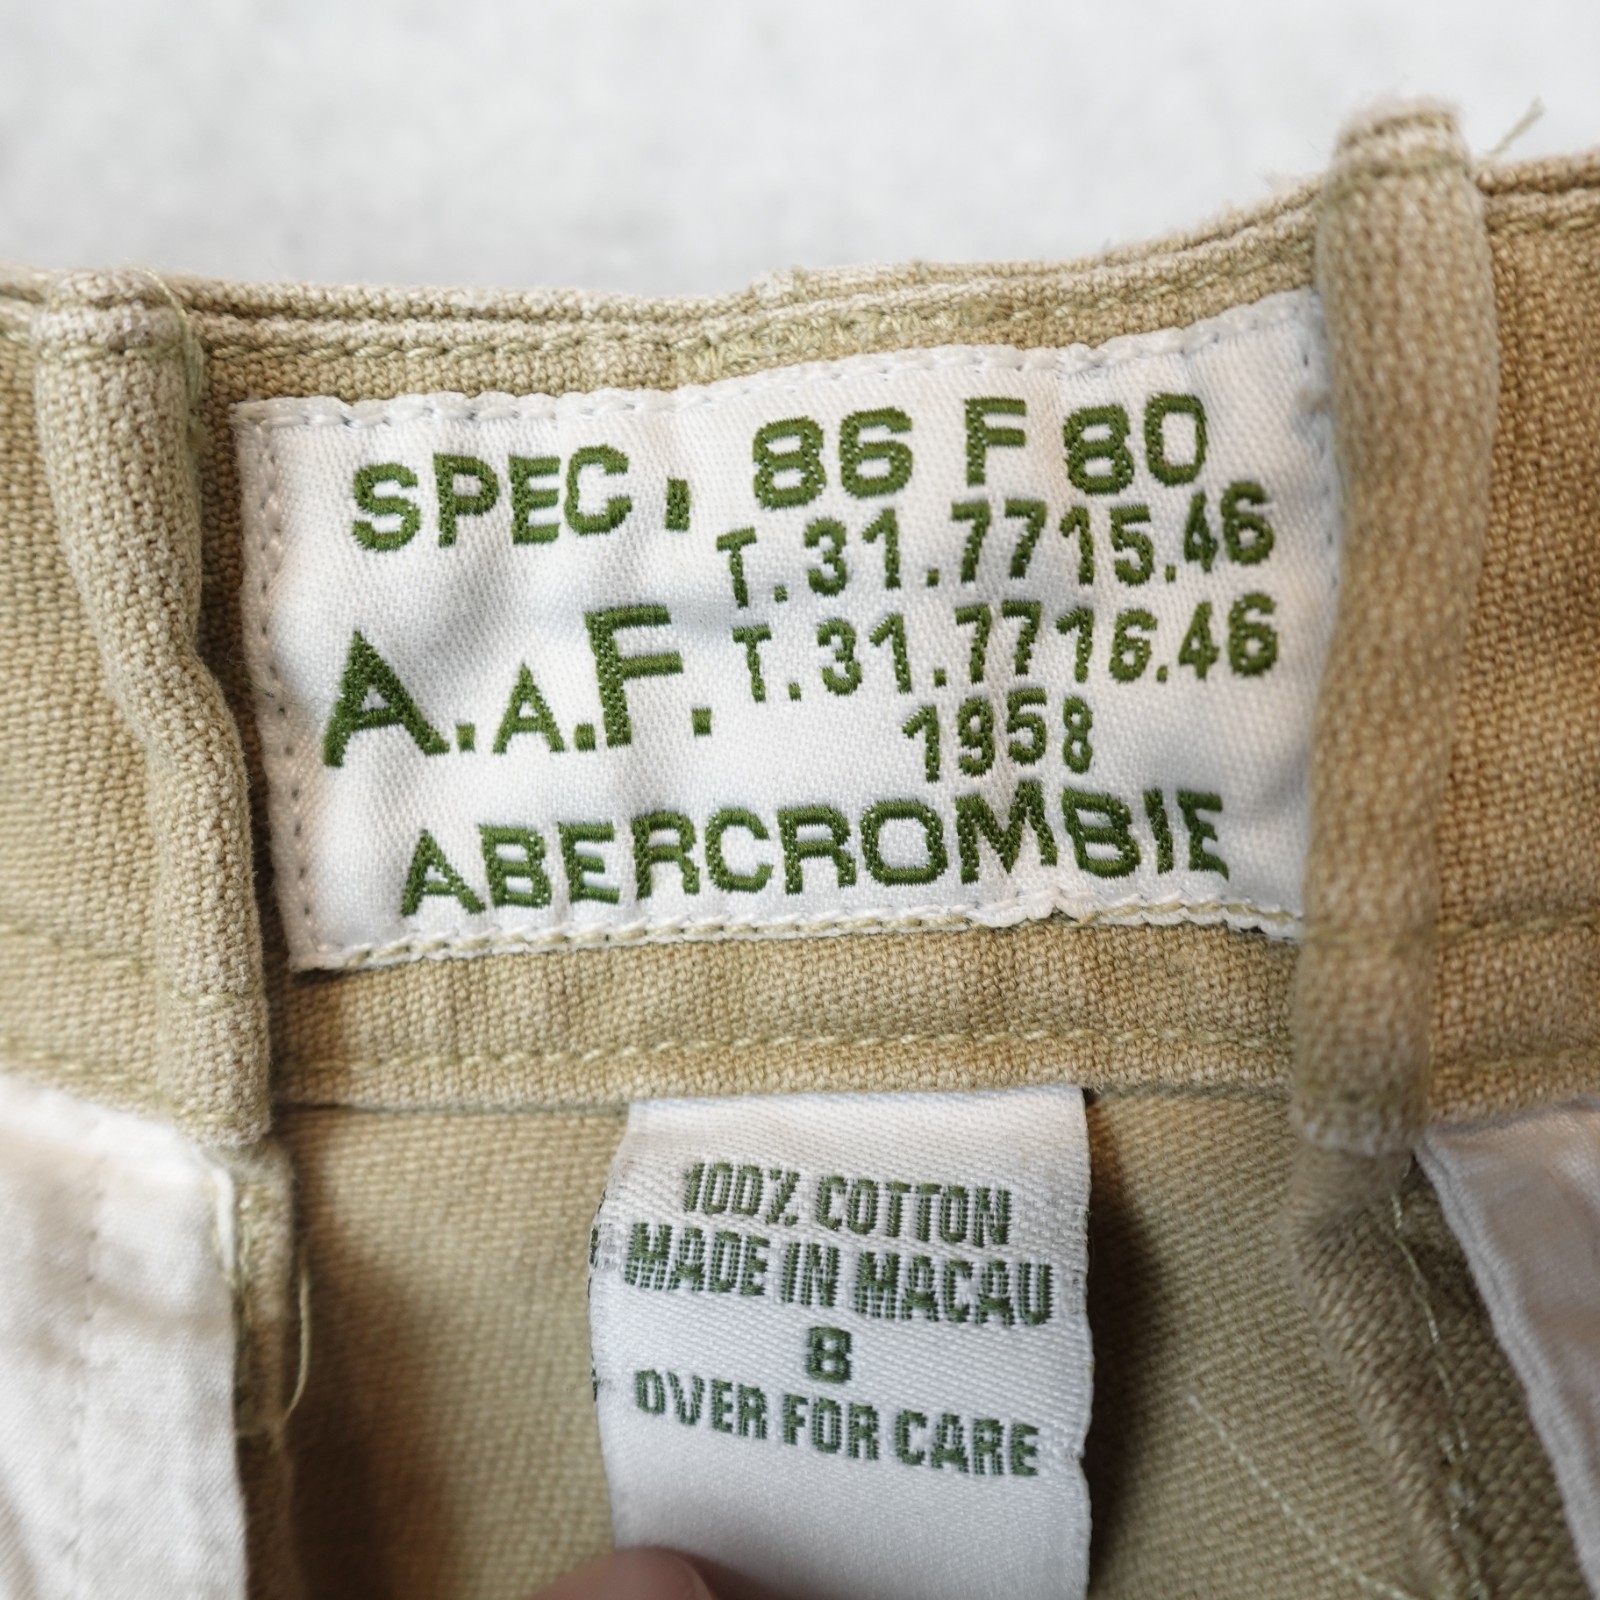 SPEC. 86 F 80
T.31.7715.46
A.A.F. T.31.7716.46
1958
ABERCROMBIE
100% COTTON
MADE IN MACAU
8
OVER FOR CARE